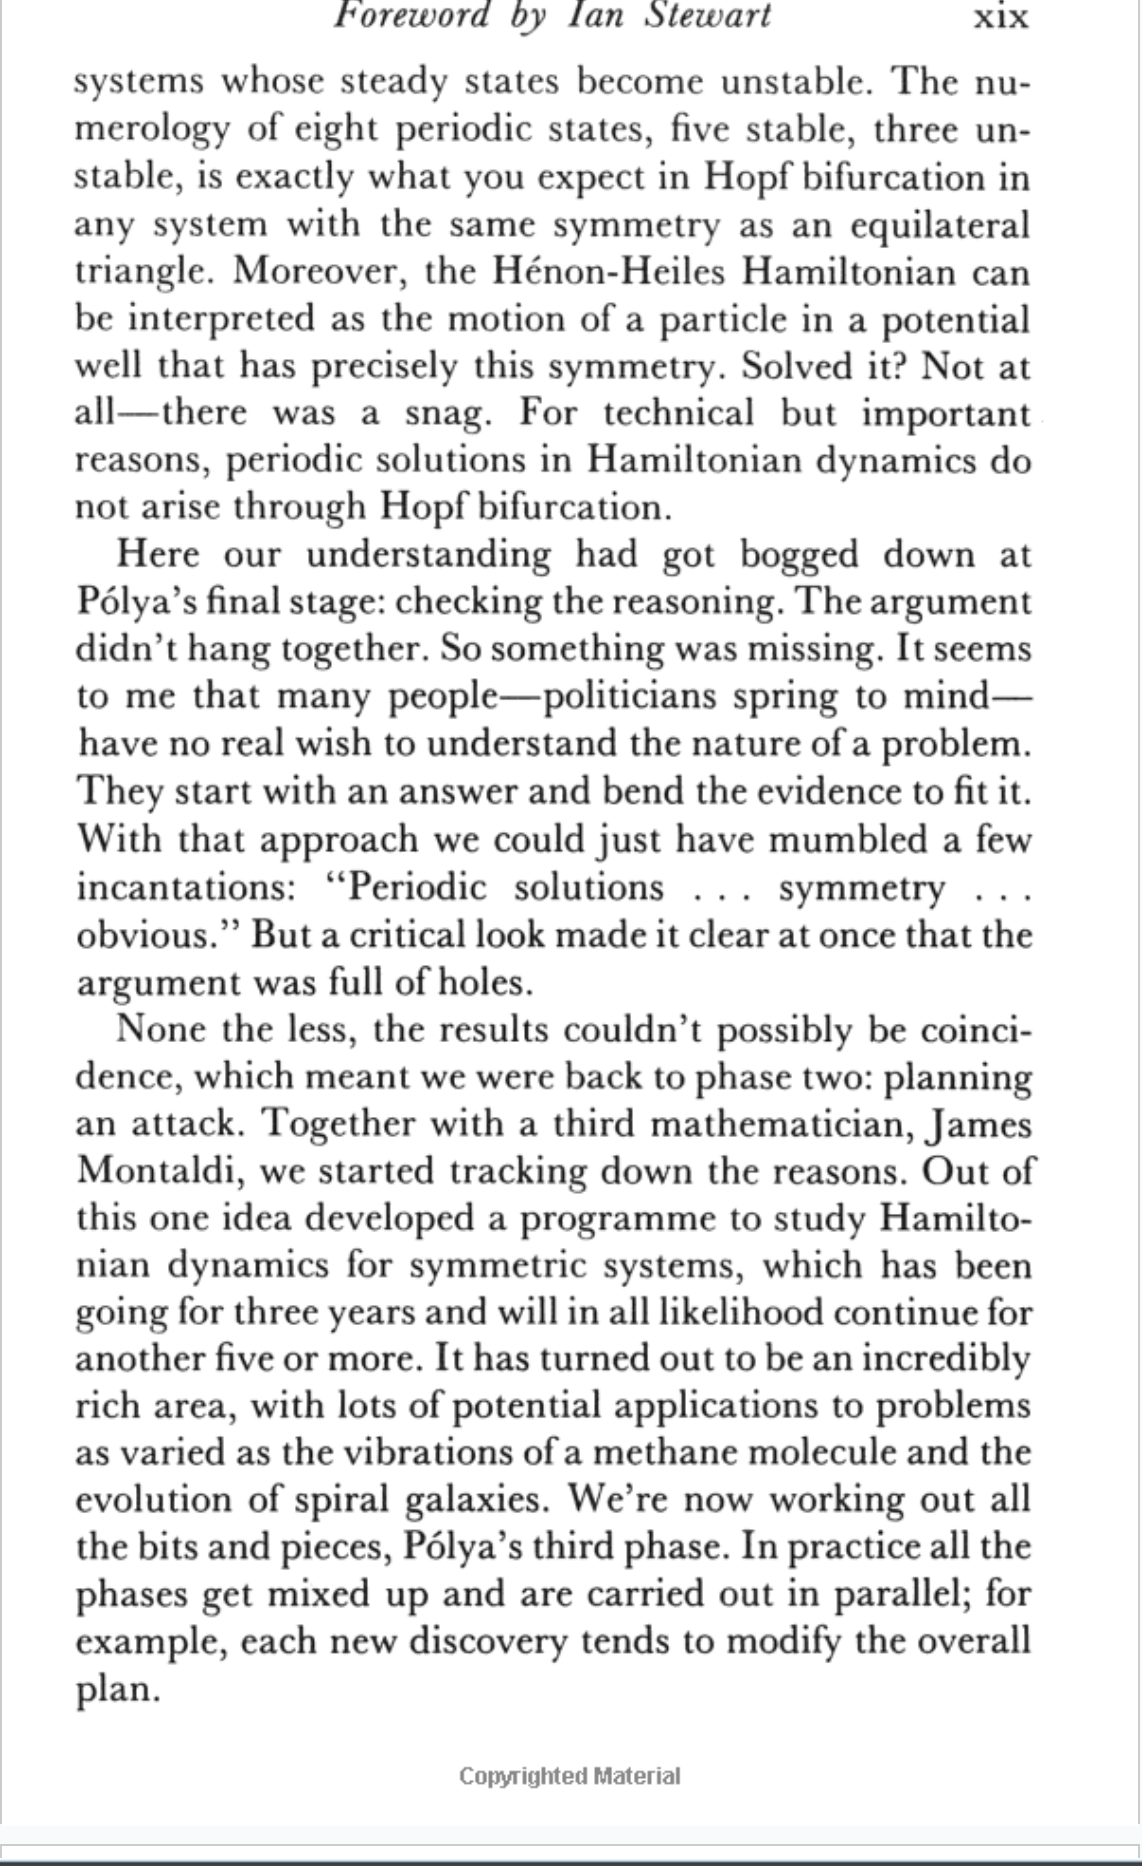 Foreword by Ian Stewart xix
systems whose steady states become unstable. The nu-
merology of eight periodic states, five stable, three un-
stable, is exactly what you expect in Hopf bifurcation in
any system with the same symmetry as an equilateral
triangle. Moreover, the Hénon-Heiles Hamiltonian can
be interpreted as the motion of a particle in a potential
well that has precisely this symmetry. Solved it? Not at
all—there was a snag. For technical but important
reasons, periodic solutions in Hamiltonian dynamics do
not arise through Hopf bifurcation.
Here our understanding had got bogged down at
Pólya's final stage: checking the reasoning. The argument
didn't hang together. So something was missing. It seems
to me that many people—politicians spring to mind—
have no real wish to understand the nature of a problem.
They start with an answer and bend the evidence to fit it.
With that approach we could just have mumbled a few
incantations: “Periodic solutions . . . symmetry . . .
obvious.” But a critical look made it clear at once that the
argument was full of holes.
None the less, the results couldn't possibly be coinci-
dence, which meant we were back to phase two: planning
an attack. Together with a third mathematician, James
Montaldi, we started tracking down the reasons. Out of
this one idea developed a programme to study Hamilto-
nian dynamics for symmetric systems, which has been
going for three years and will in all likelihood continue for
another five or more. It has turned out to be an incredibly
rich area, with lots of potential applications to problems
as varied as the vibrations of a methane molecule and the
evolution of spiral galaxies. We're now working out all
the bits and pieces, Pólya's third phase. In practice all the
phases get mixed up and are carried out in parallel; for
example, each new discovery tends to modify the overall
plan.
Copyrighted Material